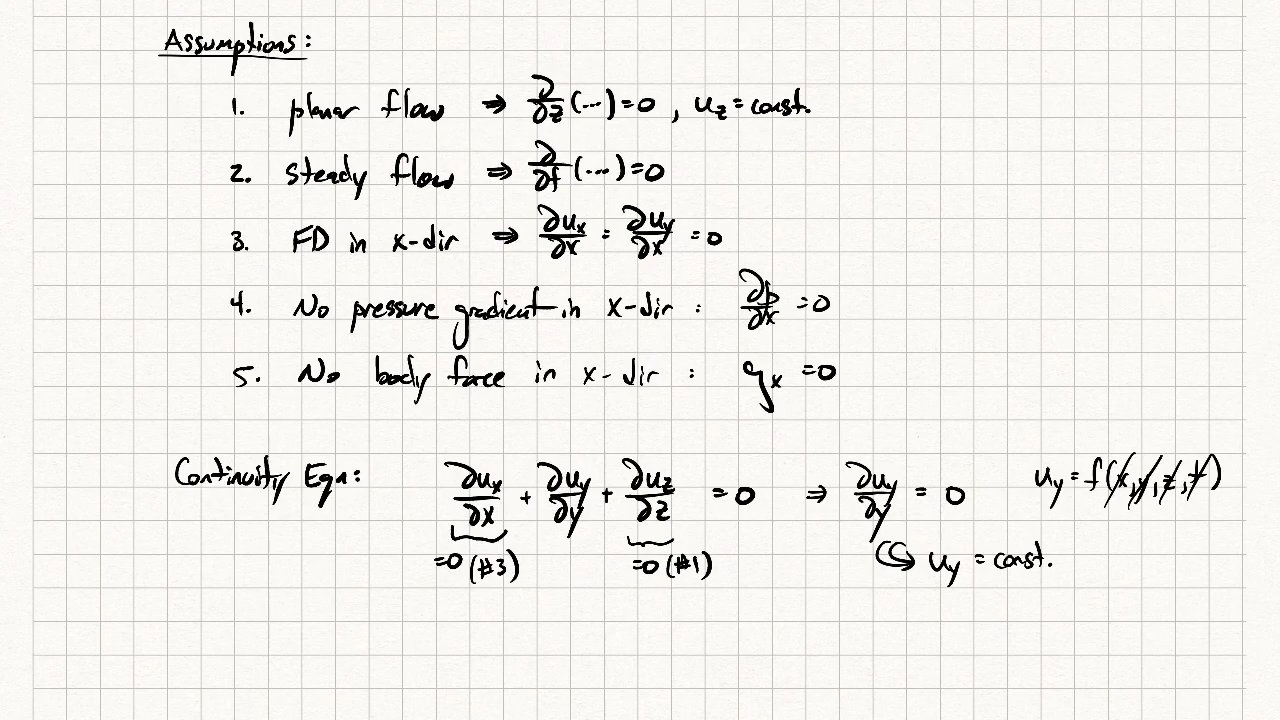 Assumptions:
1. planar flow ⇒ ∂/∂z (...) = 0 , u_z = const.
2. steady flow ⇒ ∂/∂t (...) = 0
3. FD in x-dir ⇒ ∂u_x/∂x = ∂u_y/∂x = 0
4. No pressure gradient in x-dir : ∂p/∂x = 0
5. No body force in x-dir : g_x = 0
Continuity Eqn: ∂u_x/∂x + ∂u_y/∂y + ∂u_z/∂z = 0 ⇒ ∂u_y/∂y = 0 u_y = f(x, y, z, t)
=0 (#3) =0 (#1) u_y = const.